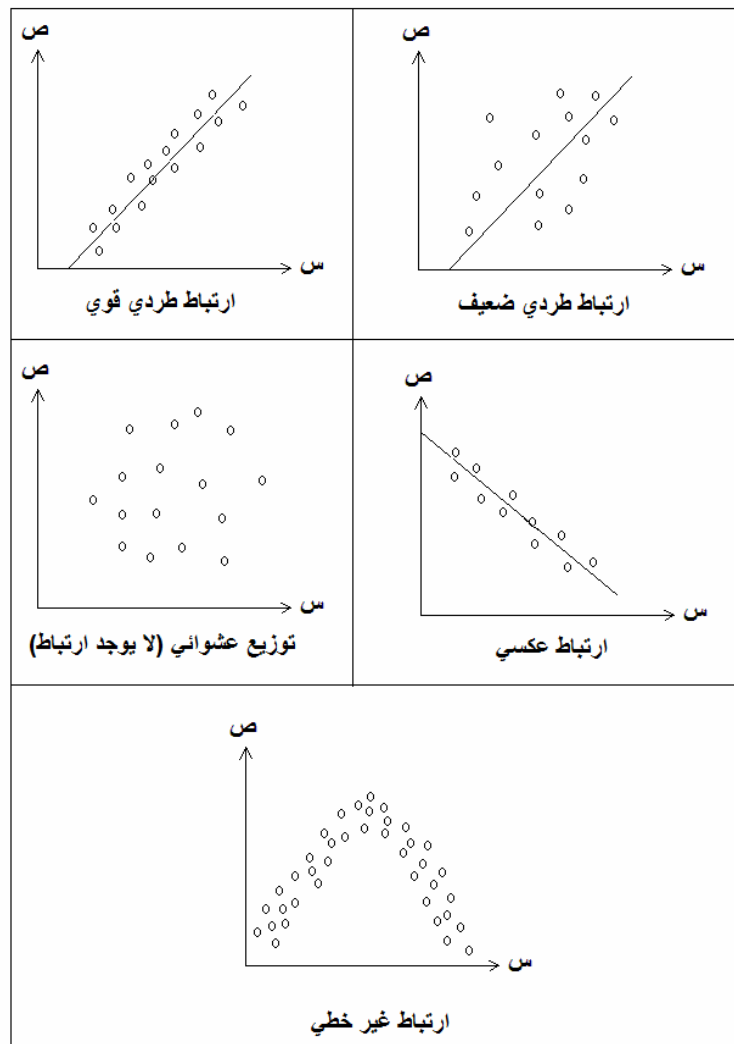 ص
س
ارتباط طردي ضعيف
ص
س
ارتباط طردي قوي
ص
س
ارتباط عكسي
ص
س
توزيع عشوائي (لا يوجد ارتباط)
ص
س
ارتباط غير خطي